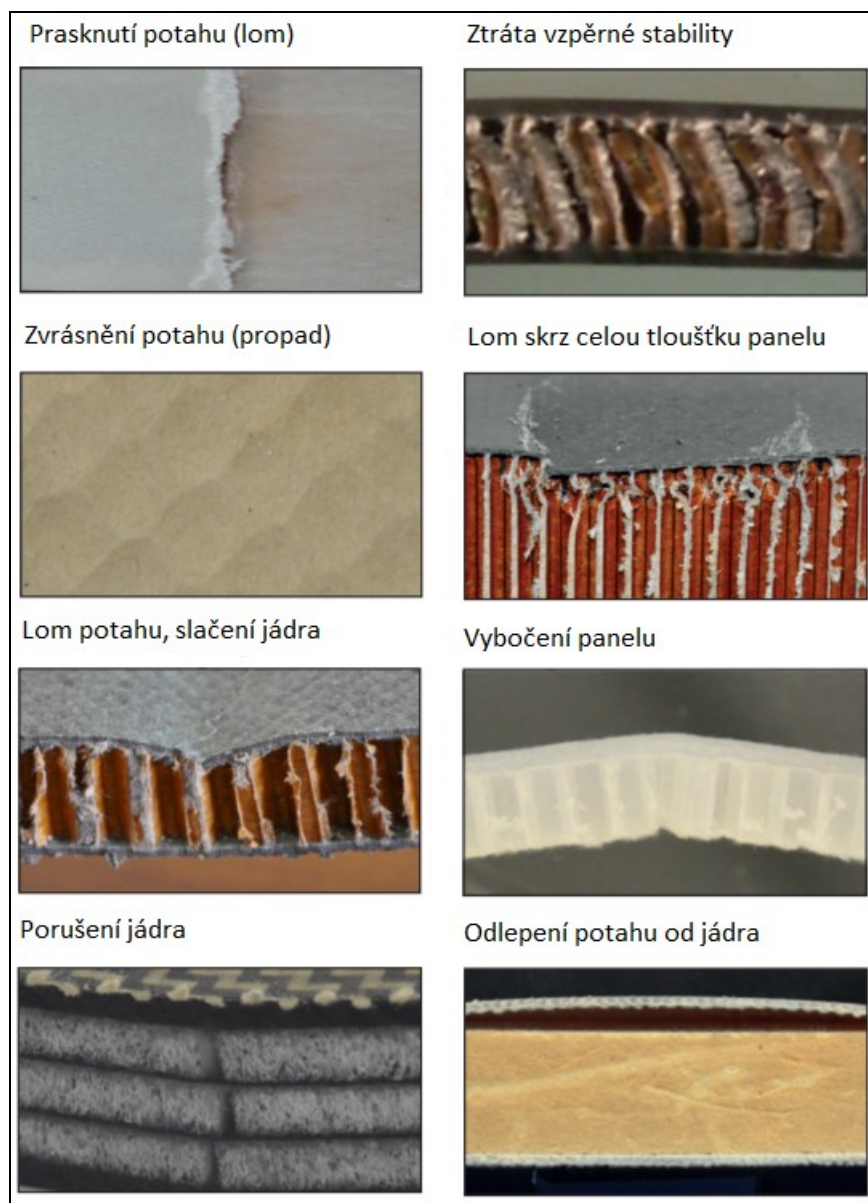 Prasknutí potahu (lom)
Ztráta vzpěrné stability
Zvrásnění potahu (propad)
Lom skrz celou tloušťku panelu
Lom potahu, slačení jádra
Vybočení panelu
Porušení jádra
Odlepení potahu od jádra